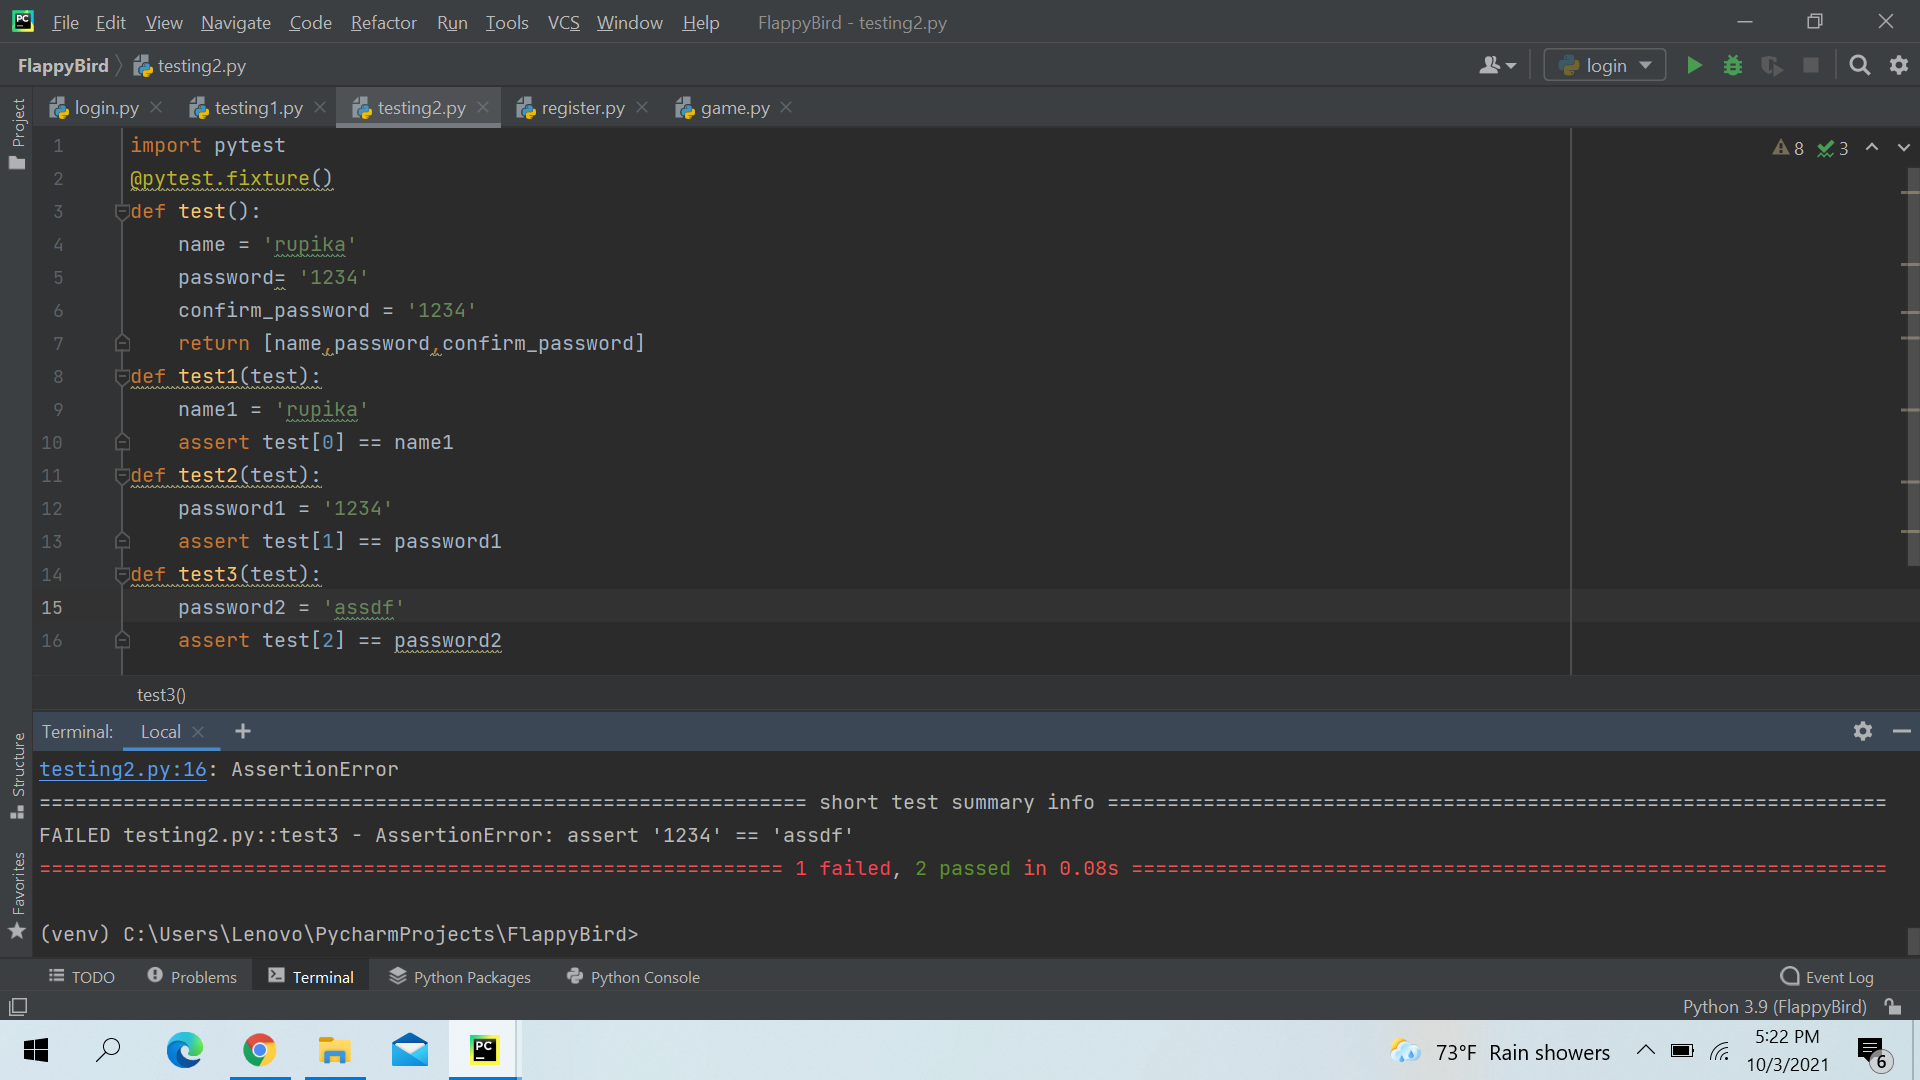 File Edit View Navigate Code Refactor Run Tools VCS Window Help FlappyBird - testing2.py
FlappyBird testing2.py login
login.py testing1.py testing2.py register.py game.py
Project
1 import pytest
8 3
2 @pytest.fixture()
3 def test():
4 name = 'rupika'
5 password= '1234'
6 confirm_password = '1234'
7 return [name,password,confirm_password]
8 def test1(test):
9 name1 = 'rupika'
10 assert test[0] == name1
11 def test2(test):
12 password1 = '1234'
13 assert test[1] == password1
14 def test3(test):
15 password2 = 'assdf'
16 assert test[2] == password2
test3()
Terminal: Local +
Structure
Favorites
testing2.py:16: AssertionError
================================================================ short test summary info =================================================================
FAILED testing2.py::test3 - AssertionError: assert '1234' == 'assdf'
============================================================== 1 failed, 2 passed in 0.08s ===============================================================
(venv) C:\Users\Lenovo\PycharmProjects\FlappyBird>
TODO Problems Terminal Python Packages Python Console Event Log
Python 3.9 (FlappyBird)
PC
73°F Rain showers
5:22 PM
10/3/2021
6